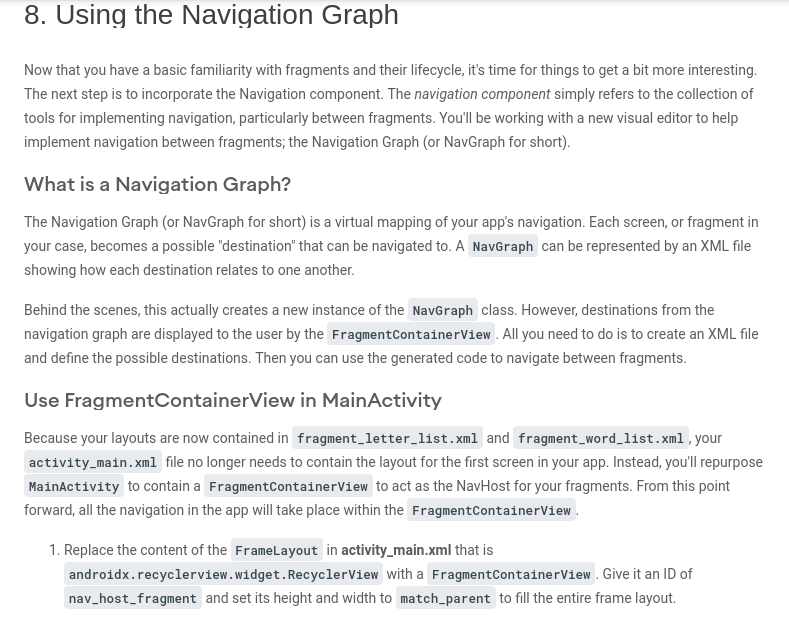 8. Using the Navigation Graph
Now that you have a basic familiarity with fragments and their lifecycle, it's time for things to get a bit more interesting.
The next step is to incorporate the Navigation component. The navigation component simply refers to the collection of
tools for implementing navigation, particularly between fragments. You'll be working with a new visual editor to help
implement navigation between fragments; the Navigation Graph (or NavGraph for short).
What is a Navigation Graph?
The Navigation Graph (or NavGraph for short) is a virtual mapping of your app's navigation. Each screen, or fragment in
your case, becomes a possible "destination" that can be navigated to. A NavGraph can be represented by an XML file
showing how each destination relates to one another.
Behind the scenes, this actually creates a new instance of the NavGraph class. However, destinations from the
navigation graph are displayed to the user by the FragmentContainerView. All you need to do is to create an XML file
and define the possible destinations. Then you can use the generated code to navigate between fragments.
Use FragmentContainerView in MainActivity
Because your layouts are now contained in fragment_letter_list.xml and fragment_word_list.xml, your
activity_main.xml file no longer needs to contain the layout for the first screen in your app. Instead, you'll repurpose
MainActivity to contain a FragmentContainerView to act as the NavHost for your fragments. From this point
forward, all the navigation in the app will take place within the FragmentContainerView.
1. Replace the content of the FrameLayout in activity_main.xml that is
androidx.recyclerview.widget.RecyclerView with a FragmentContainerView. Give it an ID of
nav_host_fragment and set its height and width to match_parent to fill the entire frame layout.